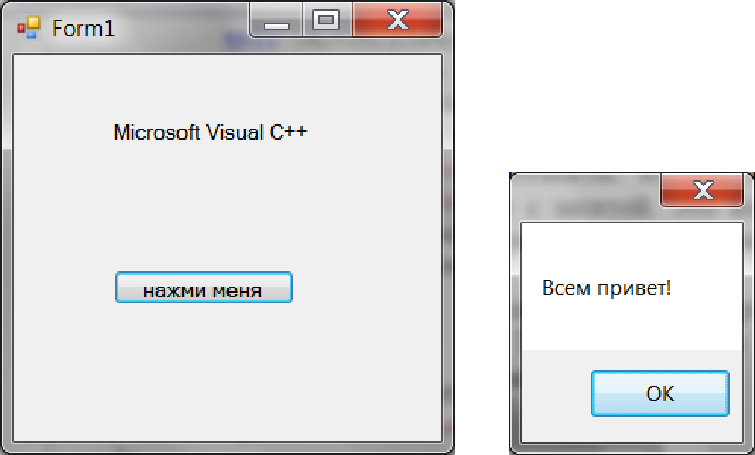 Form1
Microsoft Visual C++
нажми меня
Всем привет!
OK